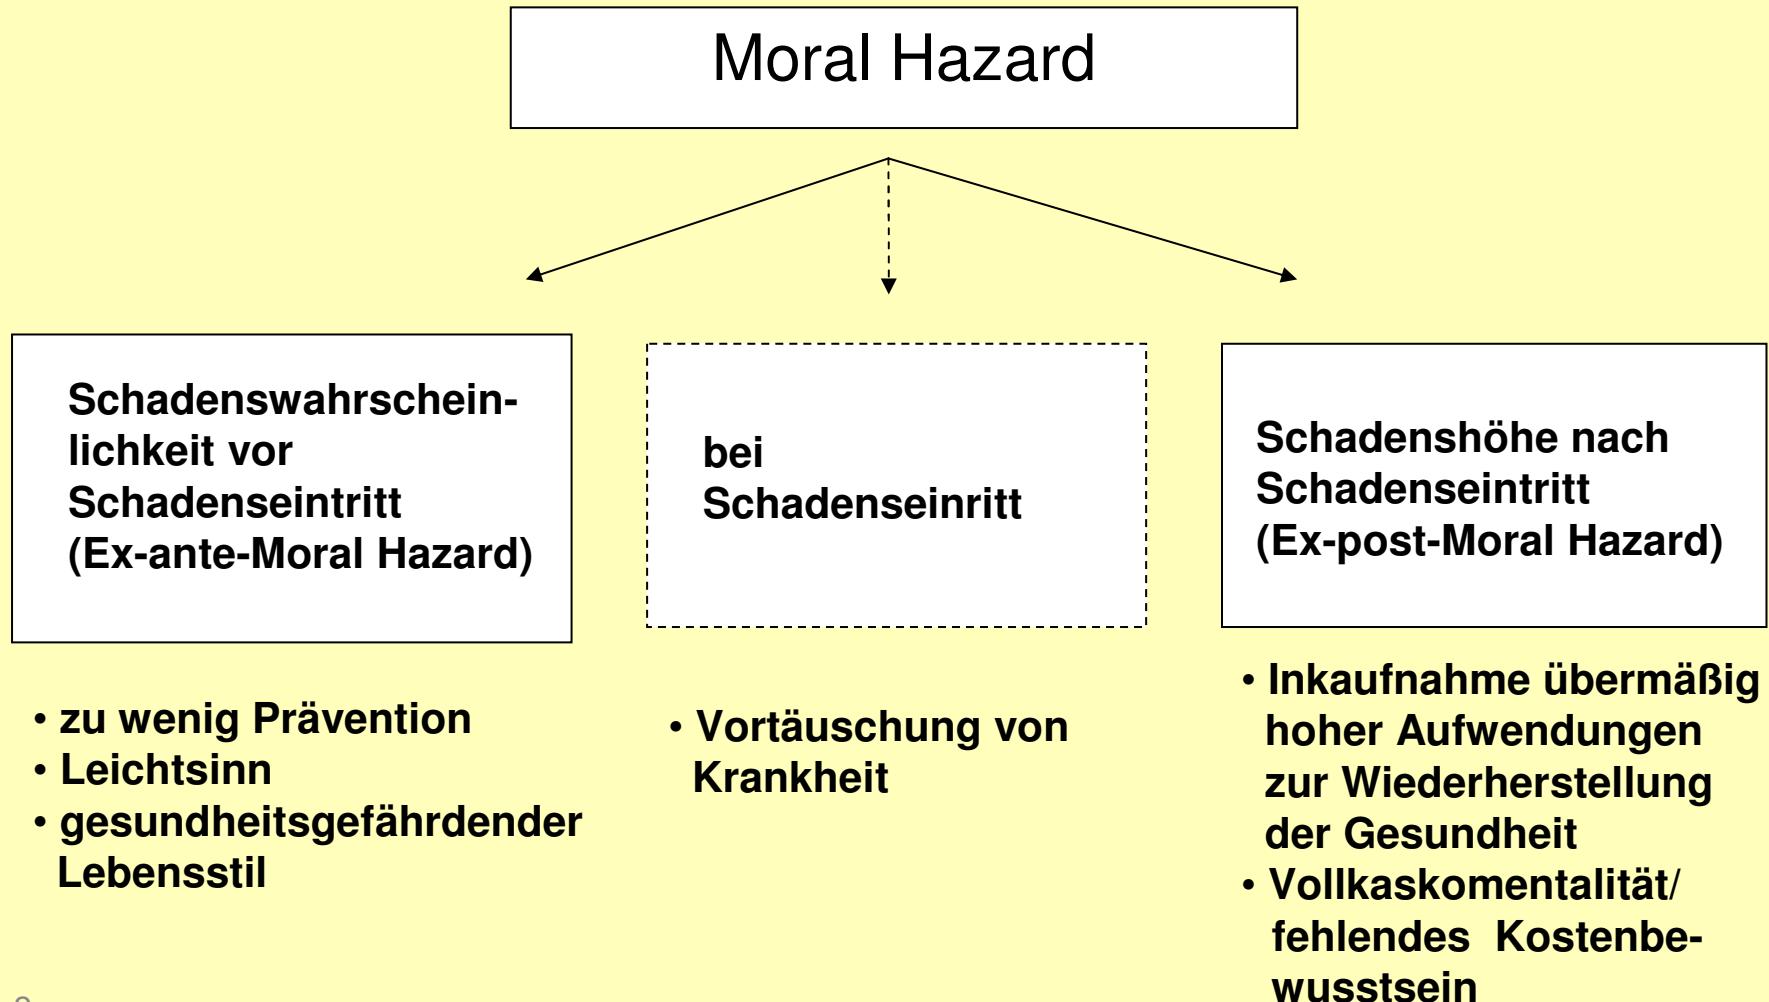 Moral Hazard
Schadenswahrschein-
lichkeit vor
Schadenseintritt
(Ex-ante-Moral Hazard)
bei
Schadenseinritt
Schadenshöhe nach
Schadenseintritt
(Ex-post-Moral Hazard)
• zu wenig Prävention
• Leichtsinn
• gesundheitsgefährdender
Lebensstil
• Vortäuschung von
Krankheit
• Inkaufnahme übermäßig
hoher Aufwendungen
zur Wiederherstellung
der Gesundheit
• Vollkaskomentalität/
fehlendes Kostenbe-
wusstsein